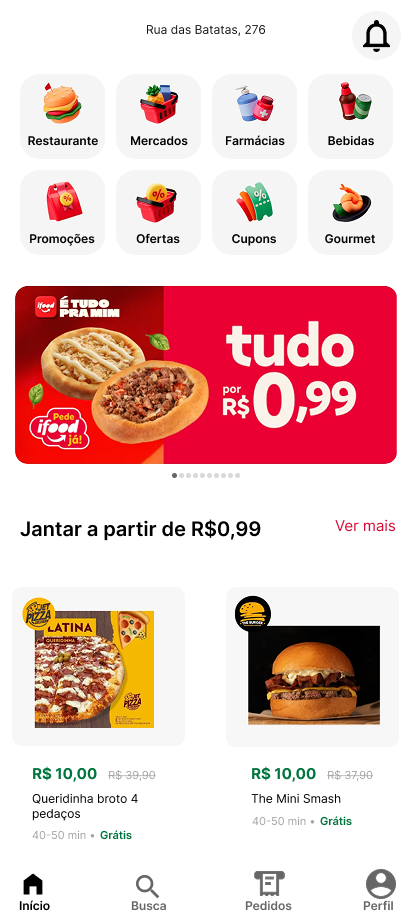 Rua das Batatas, 276
Restaurante
Mercados
Farmácias
Bebidas
Promoções
Ofertas
Cupons
Gourmet
ifood
É TUDO
PRA MIM
tudo
por
R$0,99
Pede
ifood
já!
Jantar a partir de R$0,99
Ver mais
JET
PIZZA
LATINA
QUERIDINHA
JET
PIZZA
THE BURGER
R$ 10,00 R$ 39,90
Queridinha broto 4
pedaços
40-50 min • Grátis
R$ 10,00 R$ 37,90
The Mini Smash
40-50 min • Grátis
Início
Busca
Pedidos
Perfil